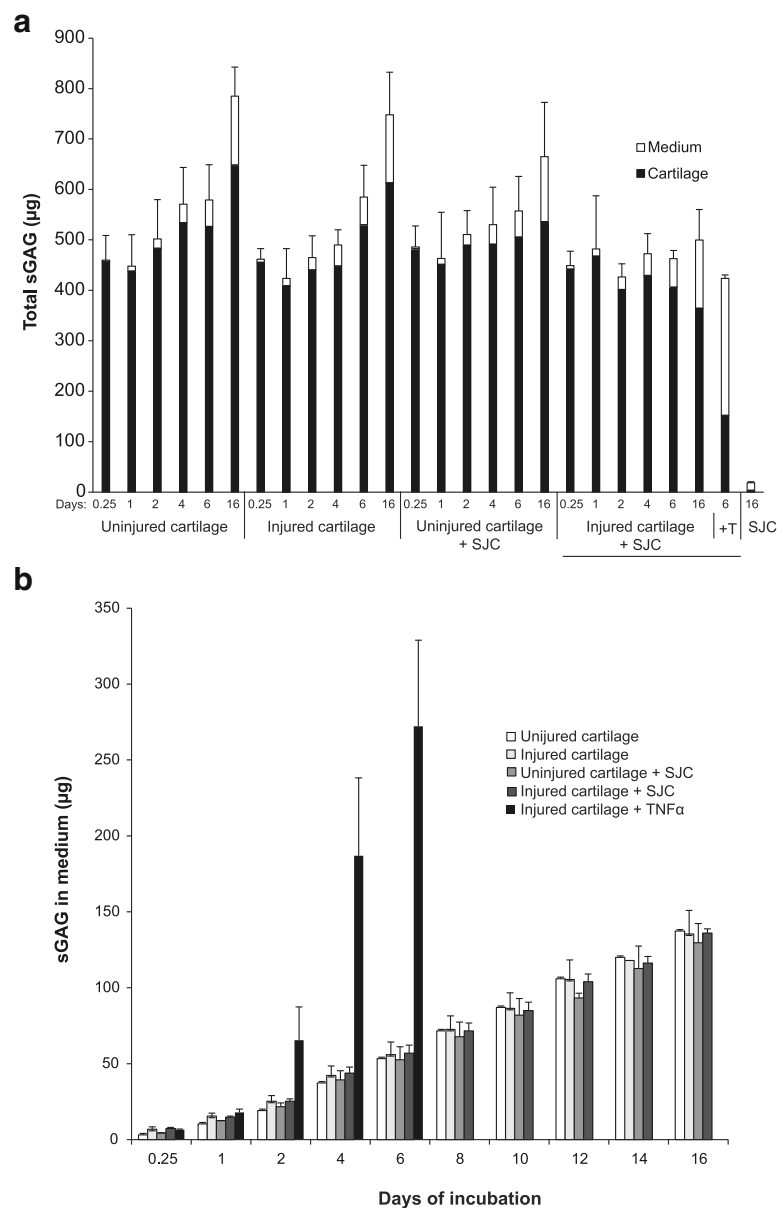 a
900
800
700
600
500
400
300
200
100
0
Total sGAG (µg)
Medium
Cartilage
Days: 0.25 1 2 4 6 16 0.25 1 2 4 6 16 0.25 1 2 4 6 16 0.25 1 2 4 6 16 6 16
Uninjured cartilage Injured cartilage Uninjured cartilage Injured cartilage +T SJC
+ SJC + SJC
b
350
300
250
200
150
100
50
0
sGAG in medium (µg)
Unijured cartilage
Injured cartilage
Uninjured cartilage + SJC
Injured cartilage + SJC
Injured cartilage + TNFα
0.25 1 2 4 6 8 10 12 14 16
Days of incubation